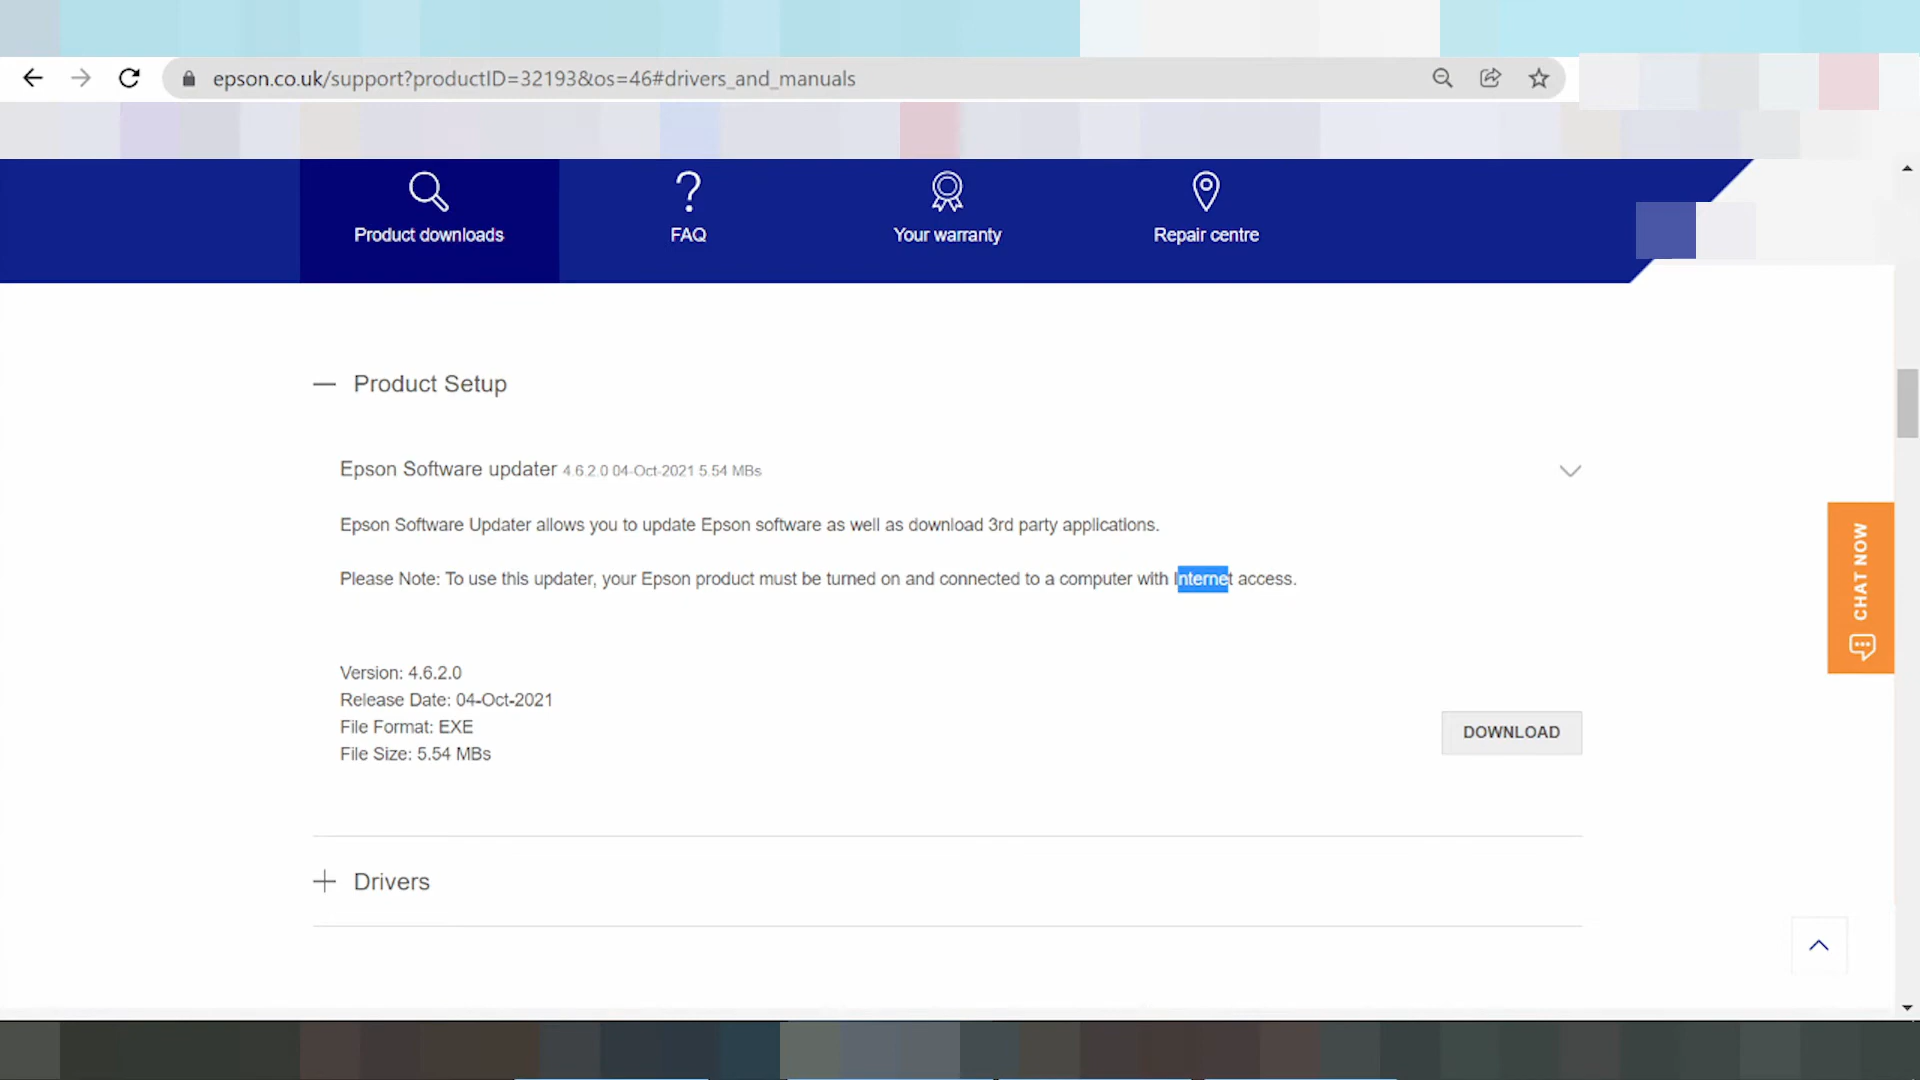 epson.co.uk/support?productID=32193&os=46#drivers_and_manuals
Product downloads
FAQ
Your warranty
Repair centre
Product Setup
Epson Software updater 4.6.2.0 04-Oct-2021 5.54 MBs
Epson Software Updater allows you to update Epson software as well as download 3rd party applications.
Please Note: To use this updater, your Epson product must be turned on and connected to a computer with Internet access.
Version: 4.6.2.0
Release Date: 04-Oct-2021
File Format: EXE
File Size: 5.54 MBs
DOWNLOAD
Drivers
CHAT NOW